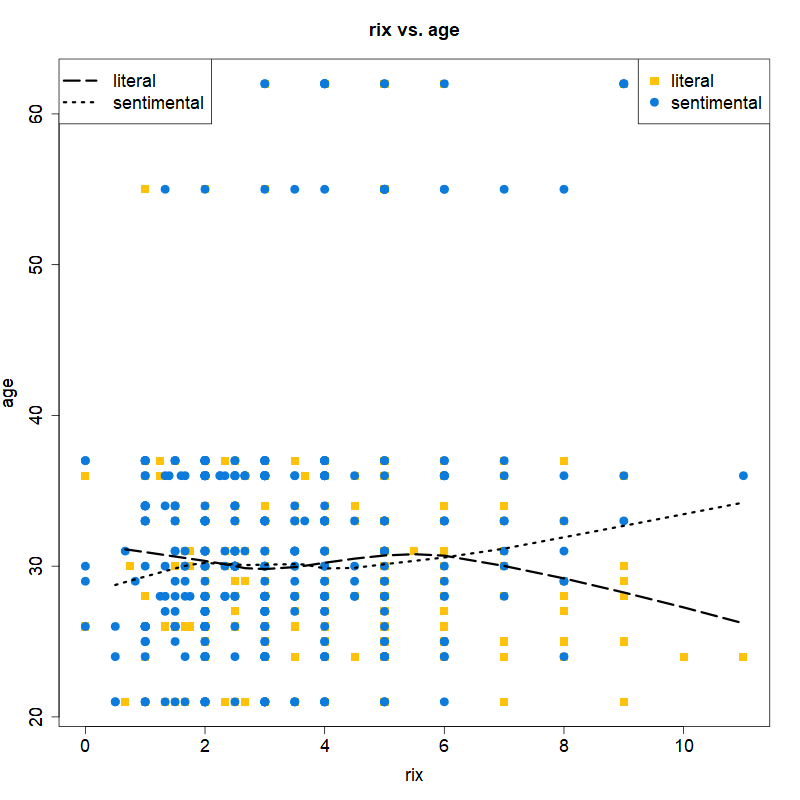 rix vs. age
literal
sentimental
literal
sentimental
60
50
40
30
20
age
0 2 4 6 8 10
rix